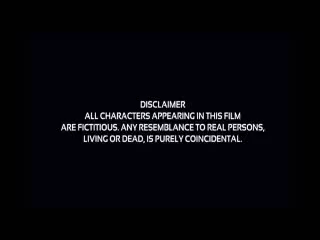 DISCLAIMER
ALL CHARACTERS APPEARING IN THIS FILM
ARE FICTITIOUS. ANY RESEMBLANCE TO REAL PERSONS,
LIVING OR DEAD, IS PURELY COINCIDENTAL.